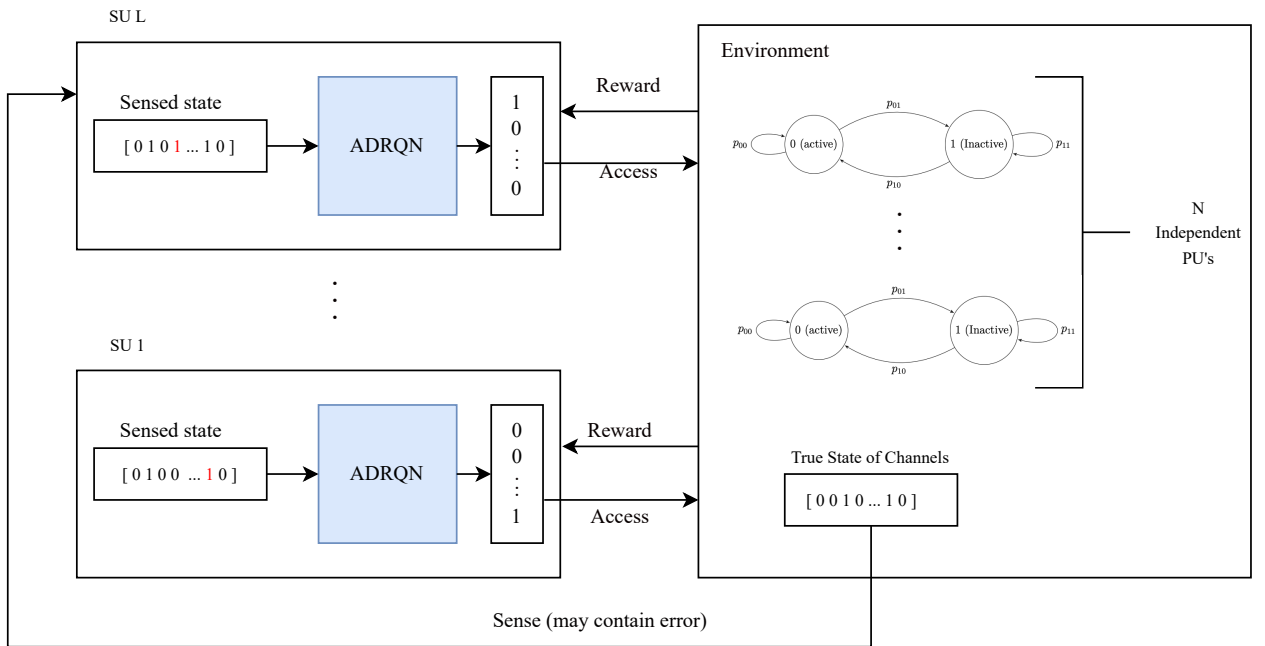 SU L
Sensed state
[ 0 1 0 1 ... 1 0 ]
ADRQN
1
0
⋮
0
Reward
Access
SU 1
Sensed state
[ 0 1 0 0 ... 1 0 ]
ADRQN
0
0
⋮
1
Reward
Access
Environment
p00
0 (active)
p01
p10
1 (Inactive)
p11
p00
0 (active)
p01
p10
1 (Inactive)
p11
N
Independent
PU's
True State of Channels
[ 0 0 1 0 ... 1 0 ]
Sense (may contain error)